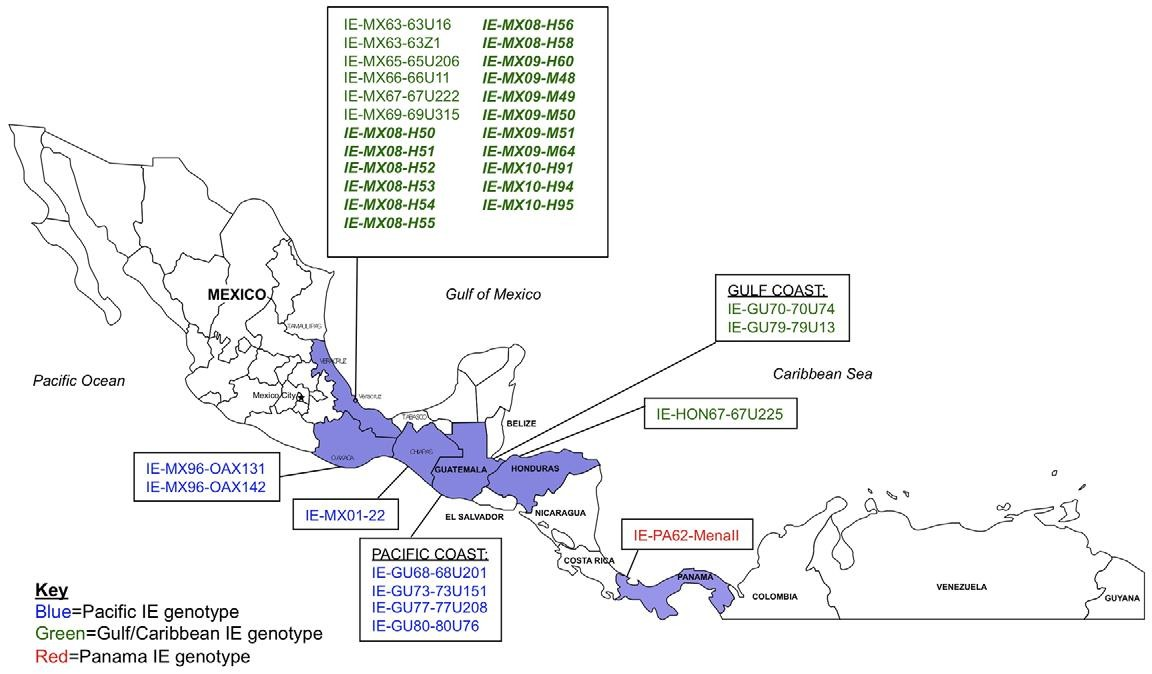 IE-MX63-63U16 IE-MX08-H56
IE-MX63-63Z1 IE-MX08-H58
IE-MX65-65U206 IE-MX09-H60
IE-MX66-66U11 IE-MX09-M48
IE-MX67-67U222 IE-MX09-M49
IE-MX69-69U315 IE-MX09-M50
IE-MX08-H50 IE-MX09-M51
IE-MX08-H51 IE-MX09-M64
IE-MX08-H52 IE-MX10-H91
IE-MX08-H53 IE-MX10-H94
IE-MX08-H54 IE-MX10-H95
IE-MX08-H55
MEXICO
Gulf of Mexico
GULF COAST:
IE-GU70-70U74
IE-GU79-79U13
TAMAULIPAS
VERACRUZ
Pacific Ocean
Caribbean Sea
Mexico City
VERACRUZ
TABASCO
IE-HON67-67U225
BELIZE
OAXACA
CHIAPAS
GUATEMALA
HONDURAS
IE-MX96-OAX131
IE-MX96-OAX142
IE-MX01-22
EL SALVADOR
NICARAGUA
IE-PA62-MenaII
PACIFIC COAST:
IE-GU68-68U201
IE-GU73-73U151
IE-GU77-77U208
IE-GU80-80U76
COSTA RICA
PANAMA
COLOMBIA
VENEZUELA
GUYANA
Key
Blue=Pacific IE genotype
Green=Gulf/Caribbean IE genotype
Red=Panama IE genotype